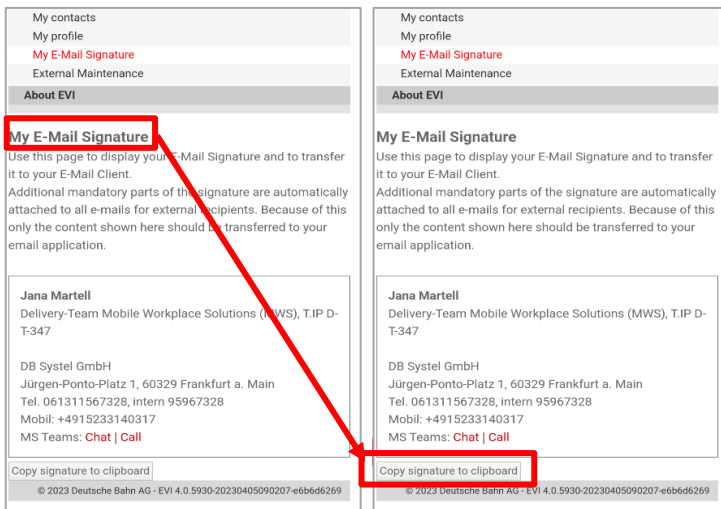 My contacts
My profile
My E-Mail Signature
External Maintenance
About EVI
My E-Mail Signature
Use this page to display your E-Mail Signature and to transfer
it to your E-Mail Client.
Additional mandatory parts of the signature are automatically
attached to all e-mails for external recipients. Because of this
only the content shown here should be transferred to your
email application.
Jana Martell
Delivery-Team Mobile Workplace Solutions (MWS), T.IP D-
T-347
DB Systel GmbH
Jürgen-Ponto-Platz 1, 60329 Frankfurt a. Main
Tel. 061311567328, intern 95967328
Mobil: +4915233140317
MS Teams: Chat | Call
Copy signature to clipboard
© 2023 Deutsche Bahn AG - EVI 4.0.5930-20230405090207-e6b6d6269
My contacts
My profile
My E-Mail Signature
External Maintenance
About EVI
My E-Mail Signature
Use this page to display your E-Mail Signature and to transfer
it to your E-Mail Client.
Additional mandatory parts of the signature are automatically
attached to all e-mails for external recipients. Because of this
only the content shown here should be transferred to your
email application.
Jana Martell
Delivery-Team Mobile Workplace Solutions (MWS), T.IP D-
T-347
DB Systel GmbH
Jürgen-Ponto-Platz 1, 60329 Frankfurt a. Main
Tel. 061311567328, intern 95967328
Mobil: +4915233140317
MS Teams: Chat | Call
Copy signature to clipboard
© 2023 Deutsche Bahn AG - EVI 4.0.5930-20230405090207-e6b6d6269